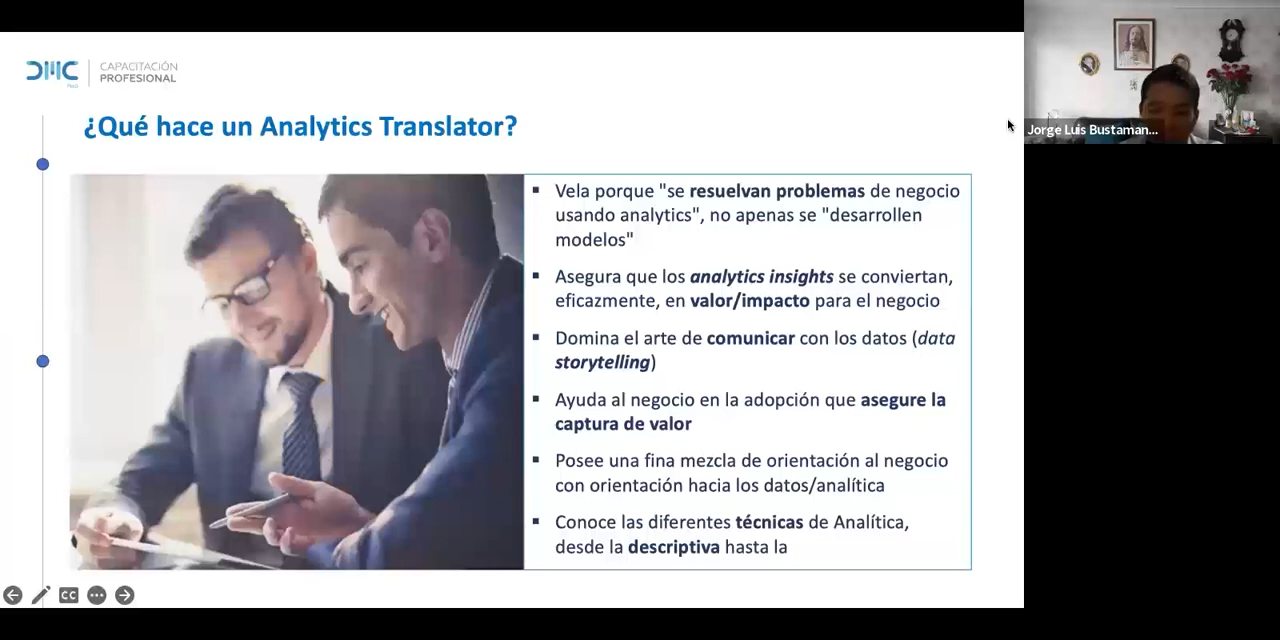 DMC
Perú
CAPACITACIÓN
PROFESIONAL
¿Qué hace un Analytics Translator?
▪ Vela porque "se resuelvan problemas de negocio
usando analytics", no apenas se "desarrollen
modelos"
▪ Asegura que los analytics insights se conviertan,
eficazmente, en valor/impacto para el negocio
▪ Domina el arte de comunicar con los datos (data
storytelling)
▪ Ayuda al negocio en la adopción que asegure la
captura de valor
▪ Posee una fina mezcla de orientación al negocio
con orientación hacia los datos/analítica
▪ Conoce las diferentes técnicas de Analítica,
desde la descriptiva hasta la
CC
Jorge Luis Bustaman...